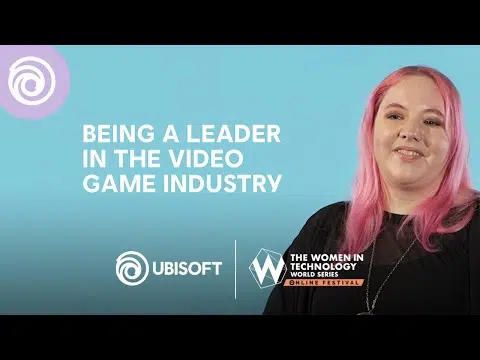 BEING A LEADER
IN THE VIDEO
GAME INDUSTRY
UBISOFT
W
THE WOMEN IN
TECHNOLOGY
WORLD SERIES
ONLINE FESTIVAL